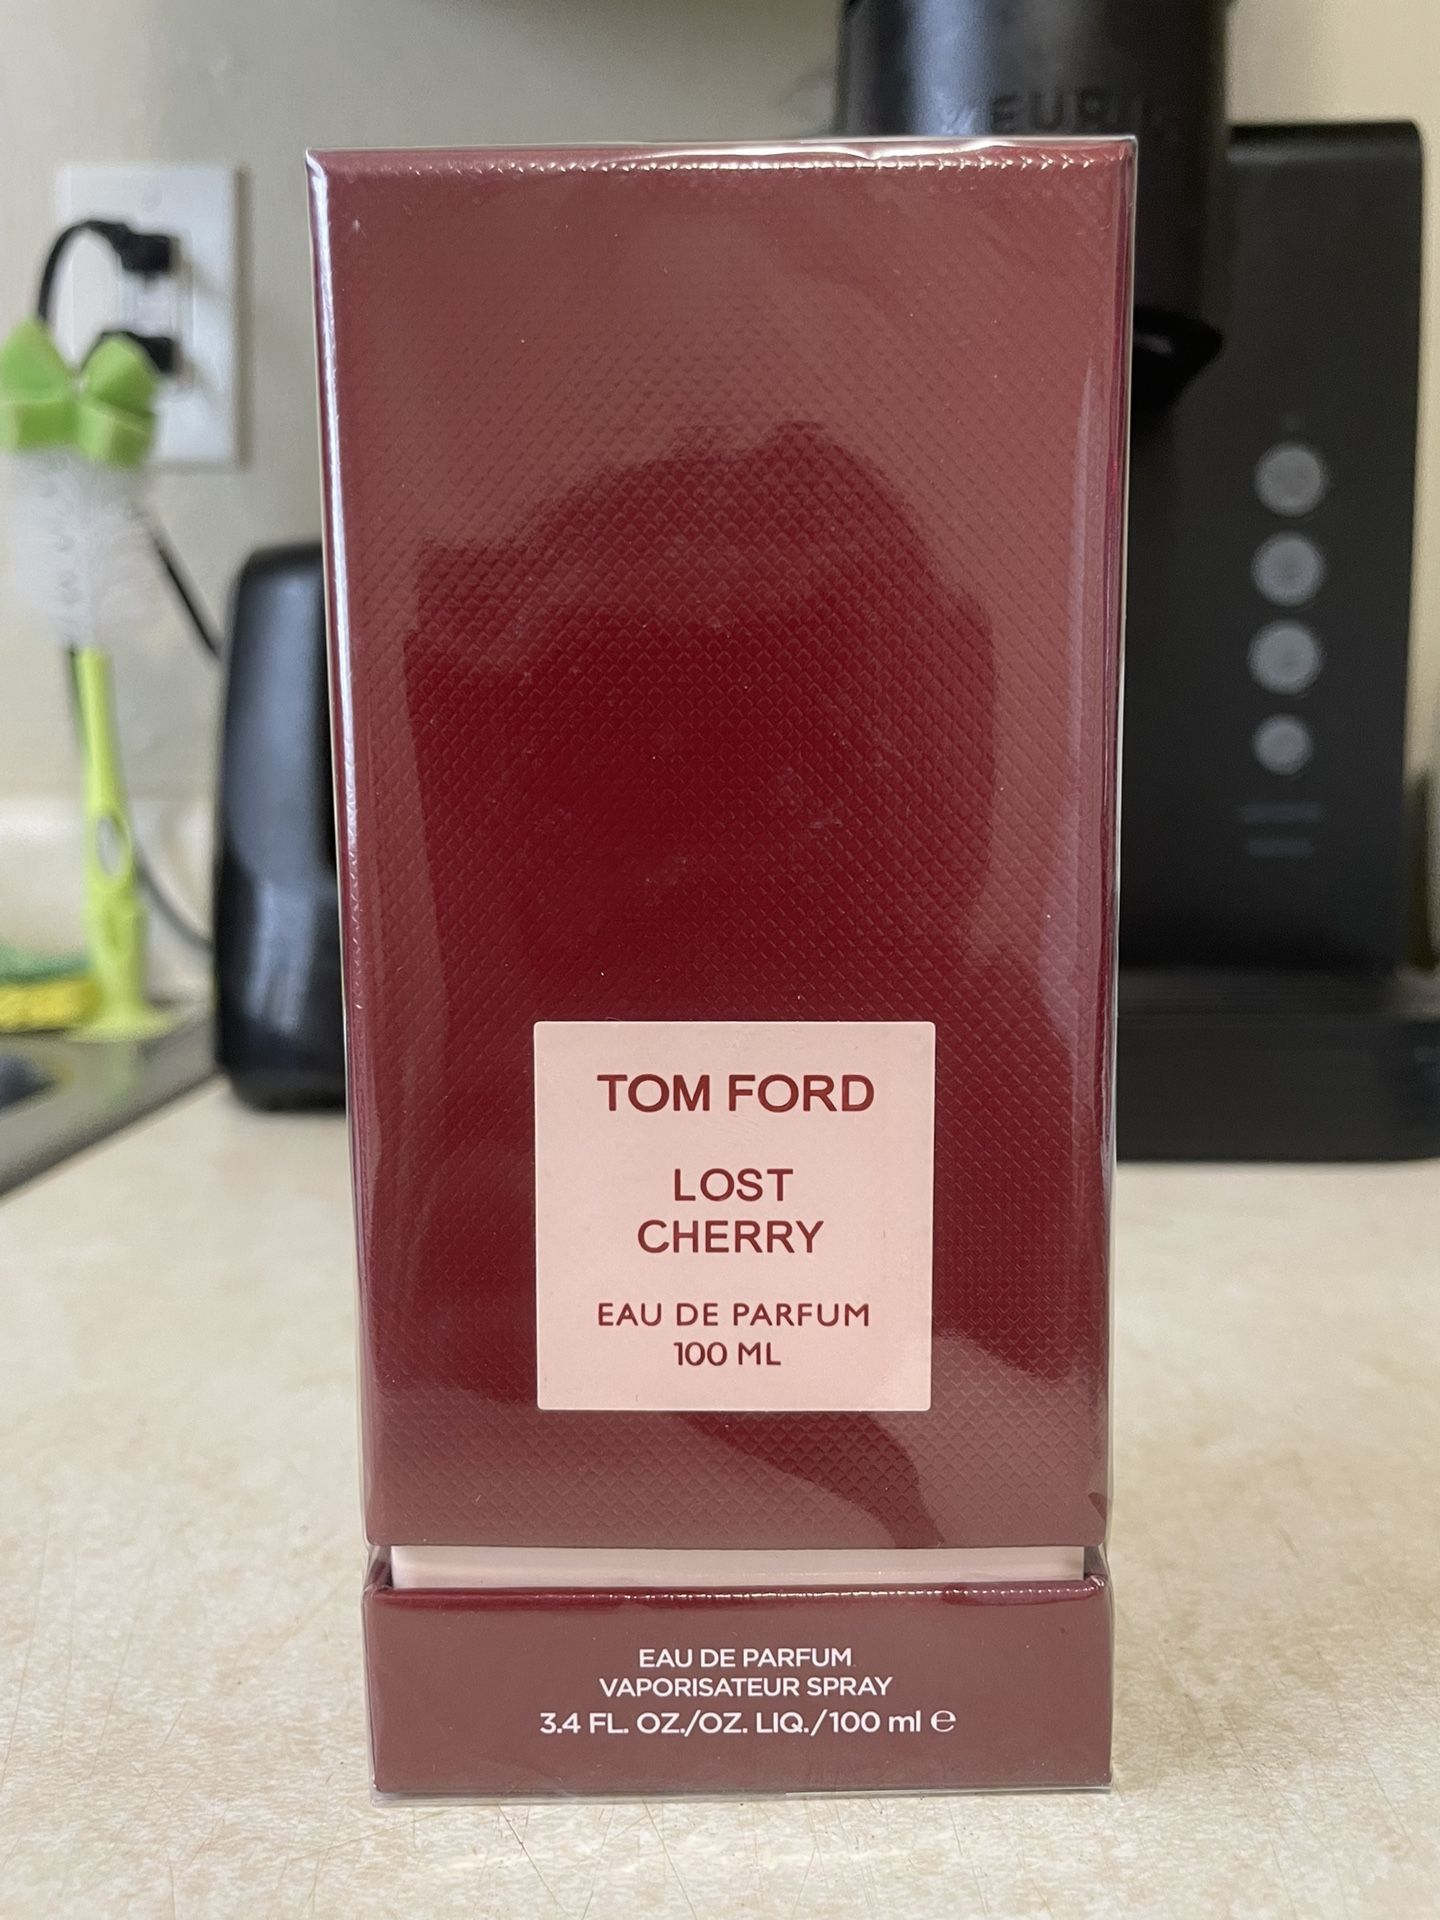 KEURIG
TOM FORD
LOST
CHERRY
EAU DE PARFUM
100 ML
EAU DE PARFUM
VAPORISATEUR SPRAY
3.4 FL. OZ./OZ. LIQ./100 ml ℮